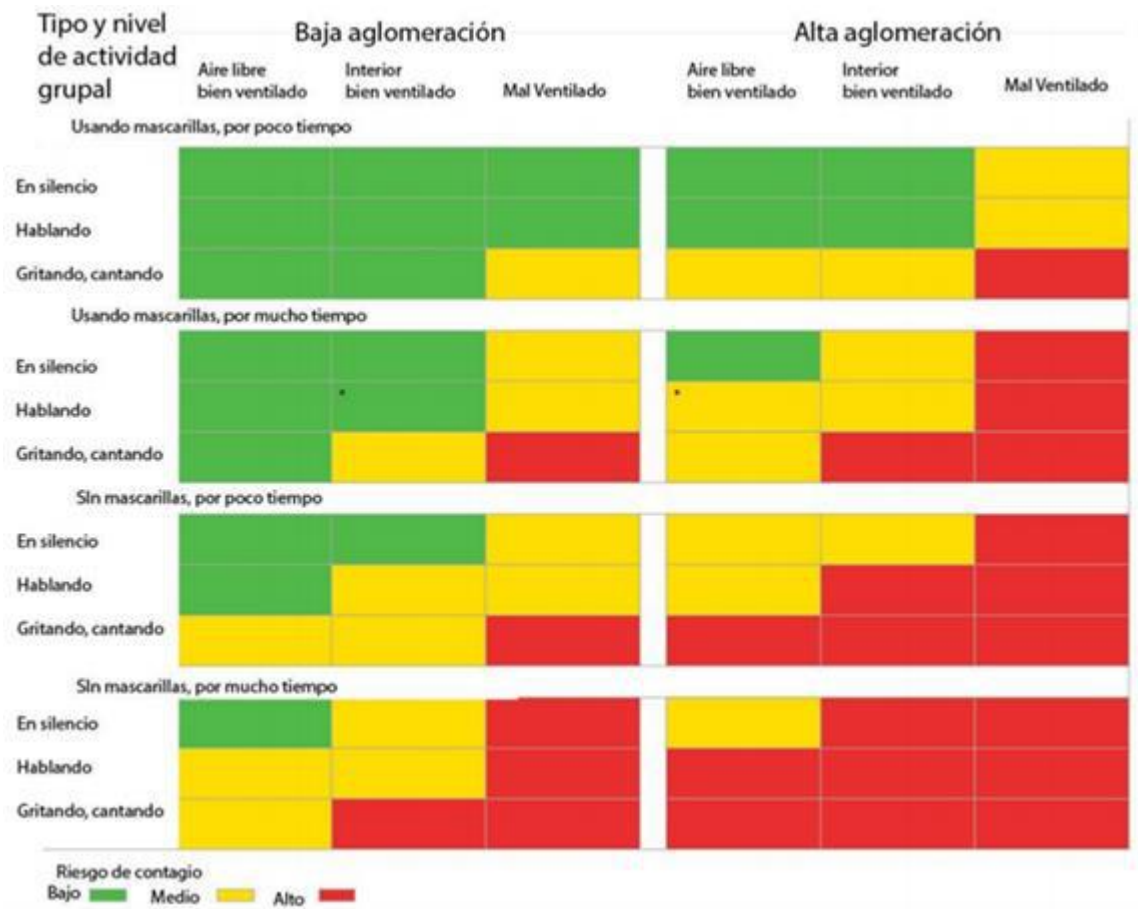 Tipo y nivel
de actividad
grupal
Baja aglomeración
Alta aglomeración
Aire libre
bien ventilado
Interior
bien ventilado
Mal Ventilado
Aire libre
bien ventilado
Interior
bien ventilado
Mal Ventilado
Usando mascarillas, por poco tiempo
En silencio
Hablando
Gritando, cantando
Usando mascarillas, por mucho tiempo
En silencio
Hablando
Gritando, cantando
SIn mascarillas, por poco tiempo
En silencio
Hablando
Gritando, cantando
SIn mascarillas, por mucho tiempo
En silencio
Hablando
Gritando, cantando
Riesgo de contagio
Bajo Medio Alto